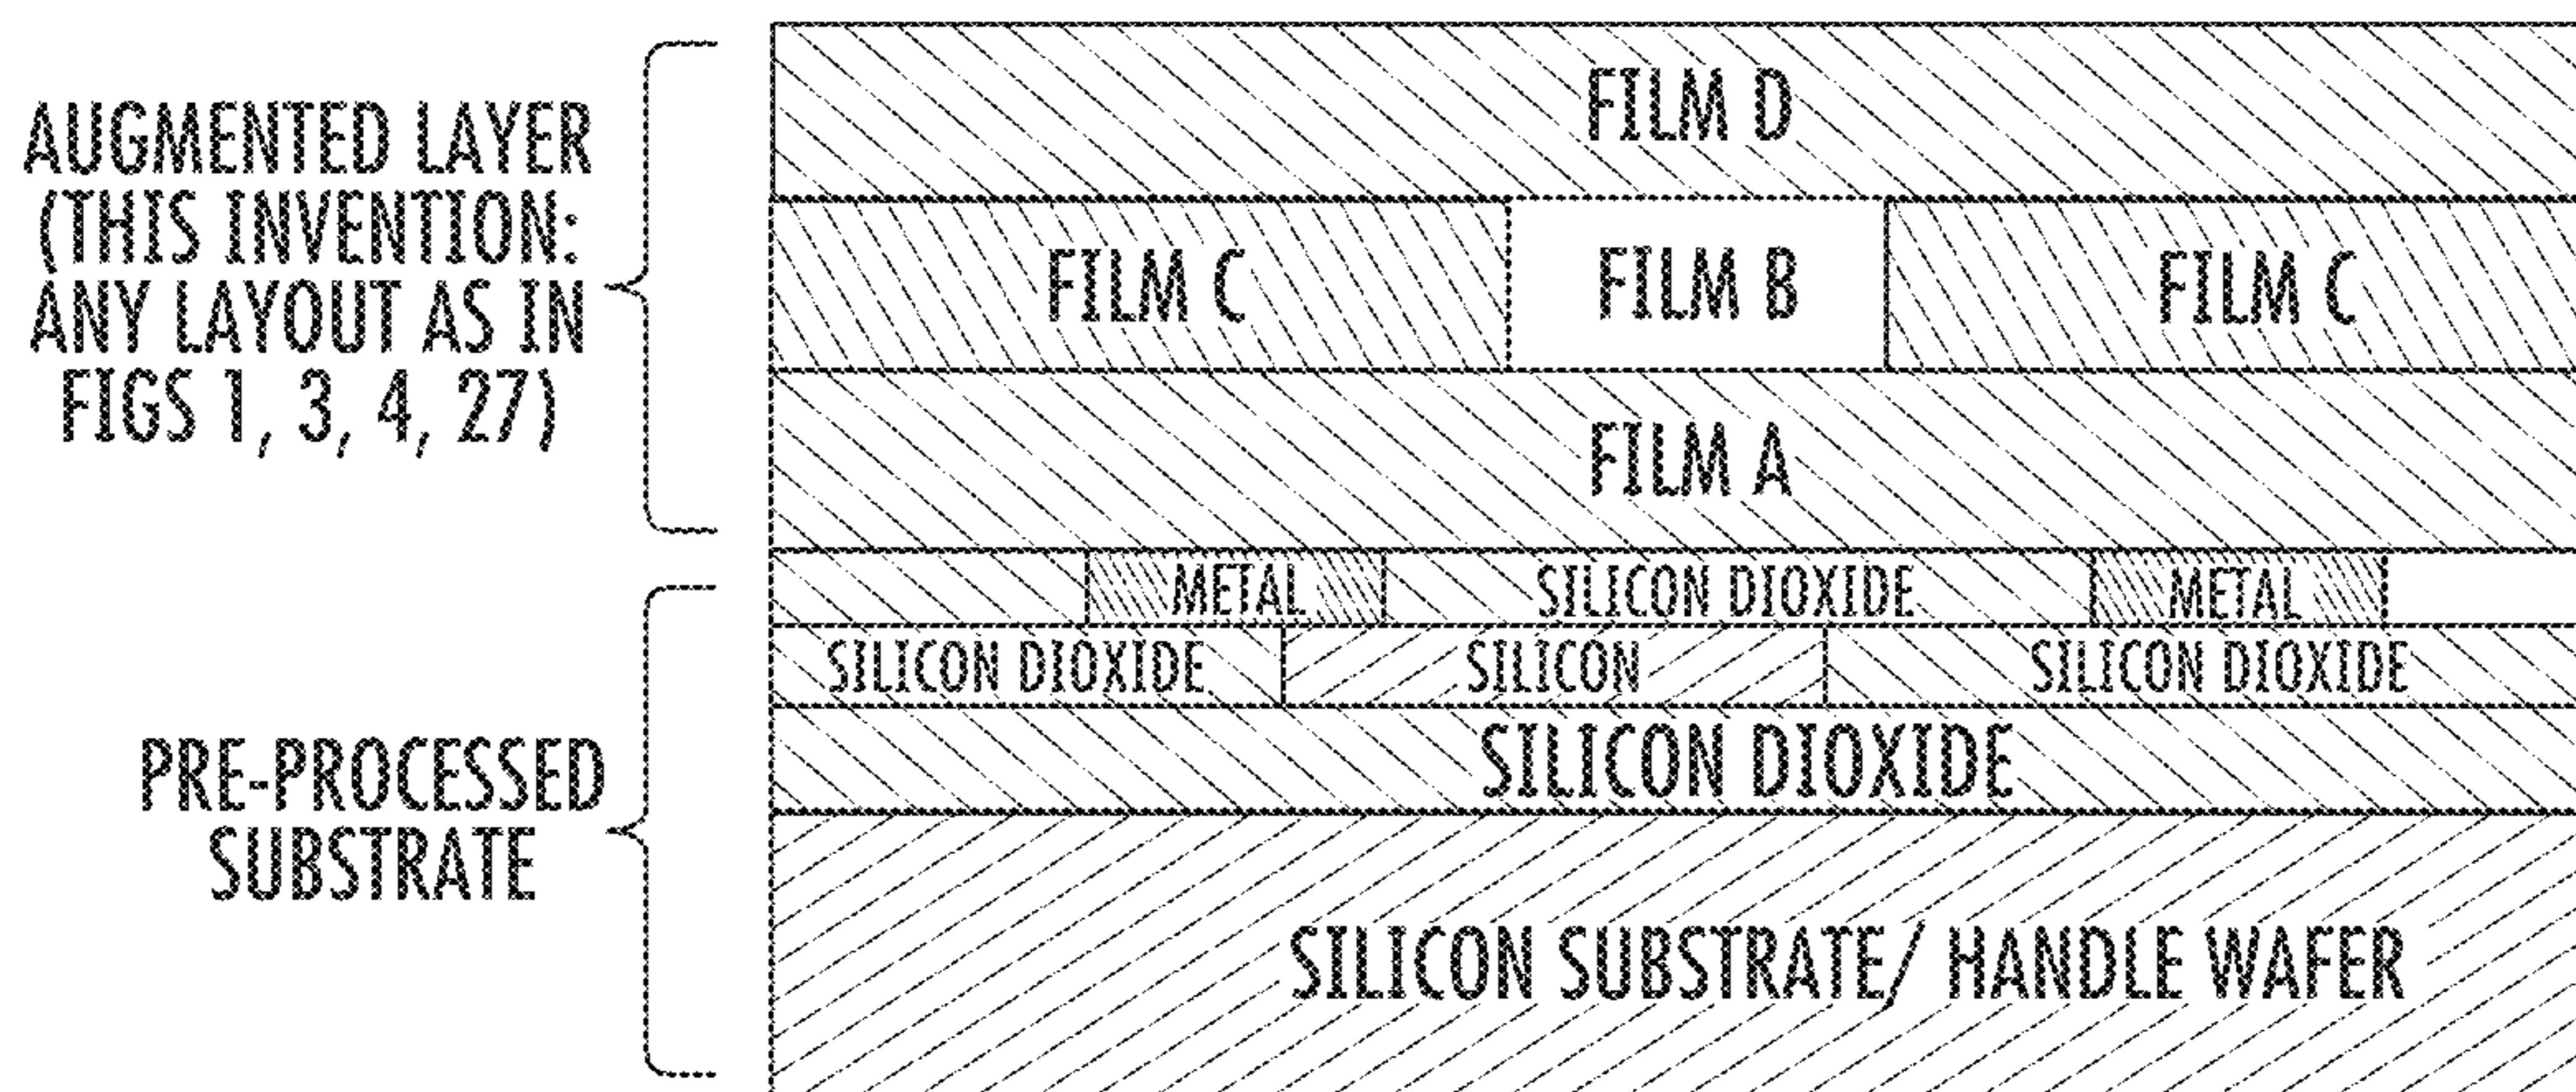 AUGMENTED LAYER
(THIS INVENTION:
ANY LAYOUT AS IN
FIGS 1, 3, 4, 27)
FILM D
FILM C FILM B FILM C
FILM A
METAL SILICON DIOXIDE METAL
SILICON DIOXIDE SILICON SILICON DIOXIDE
PRE-PROCESSED
SUBSTRATE
SILICON DIOXIDE
SILICON SUBSTRATE/ HANDLE WAFER